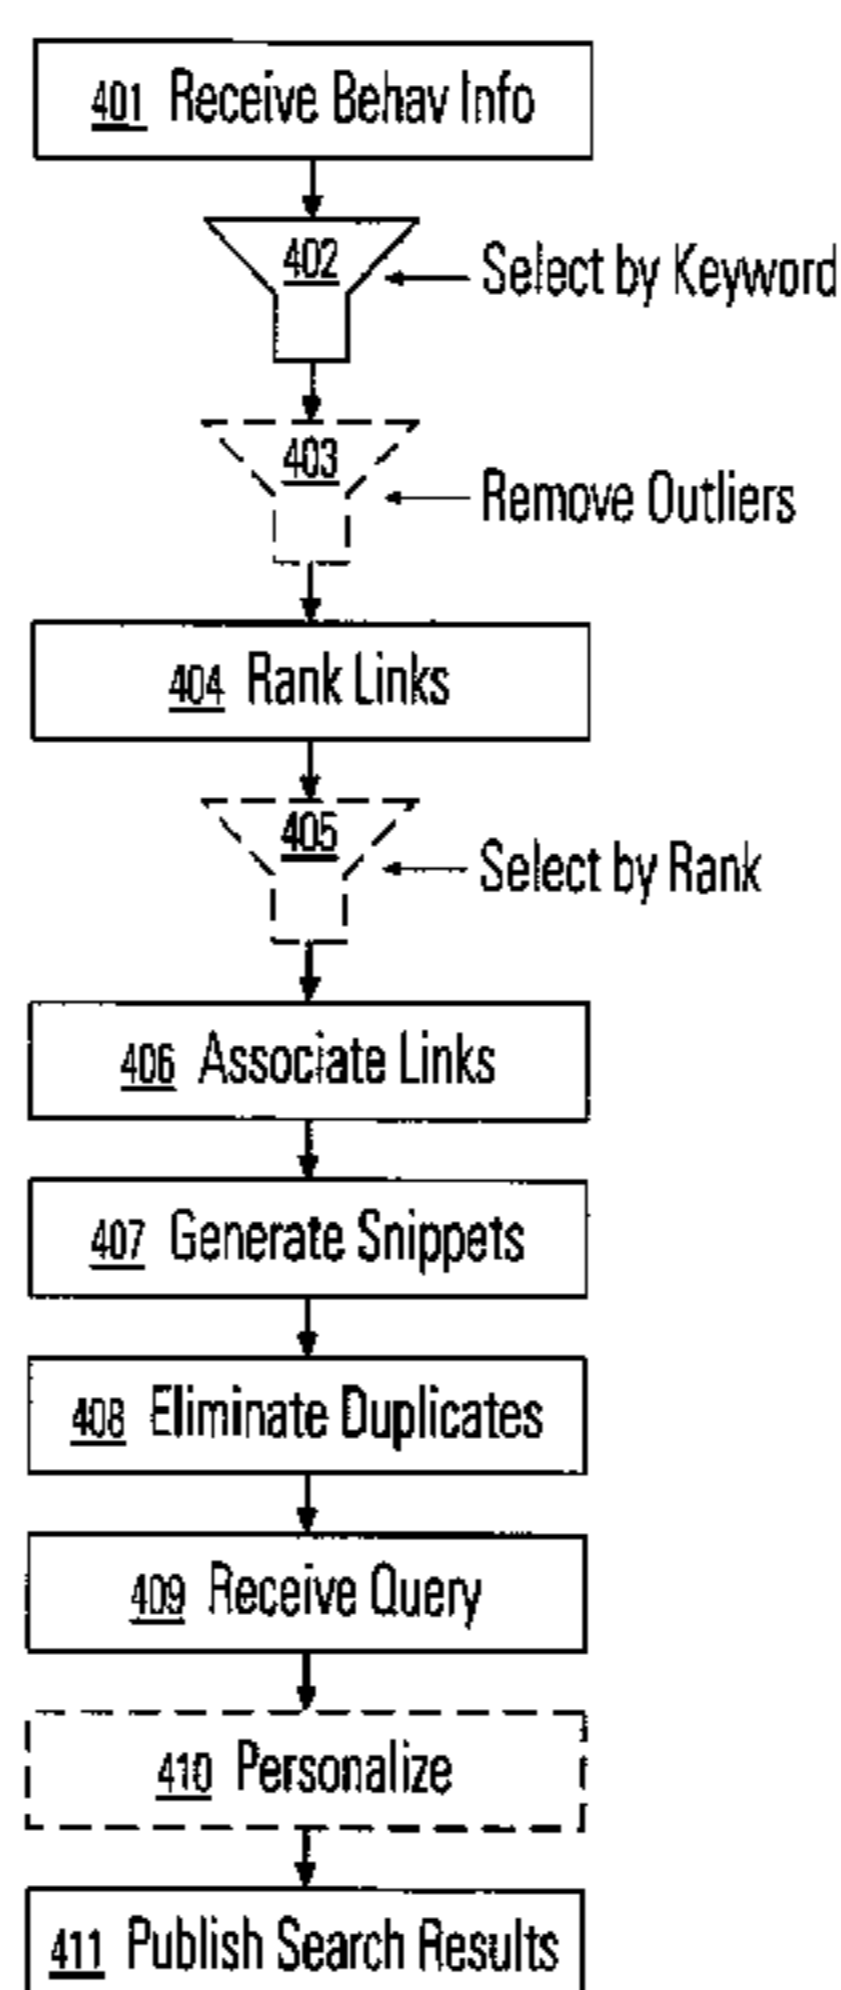 401 Receive Behav Info
402
Select by Keyword
403
Remove Outliers
404 Rank Links
405
Select by Rank
406 Associate Links
407 Generate Snippets
408 Eliminate Duplicates
409 Receive Query
410 Personalize
411 Publish Search Results